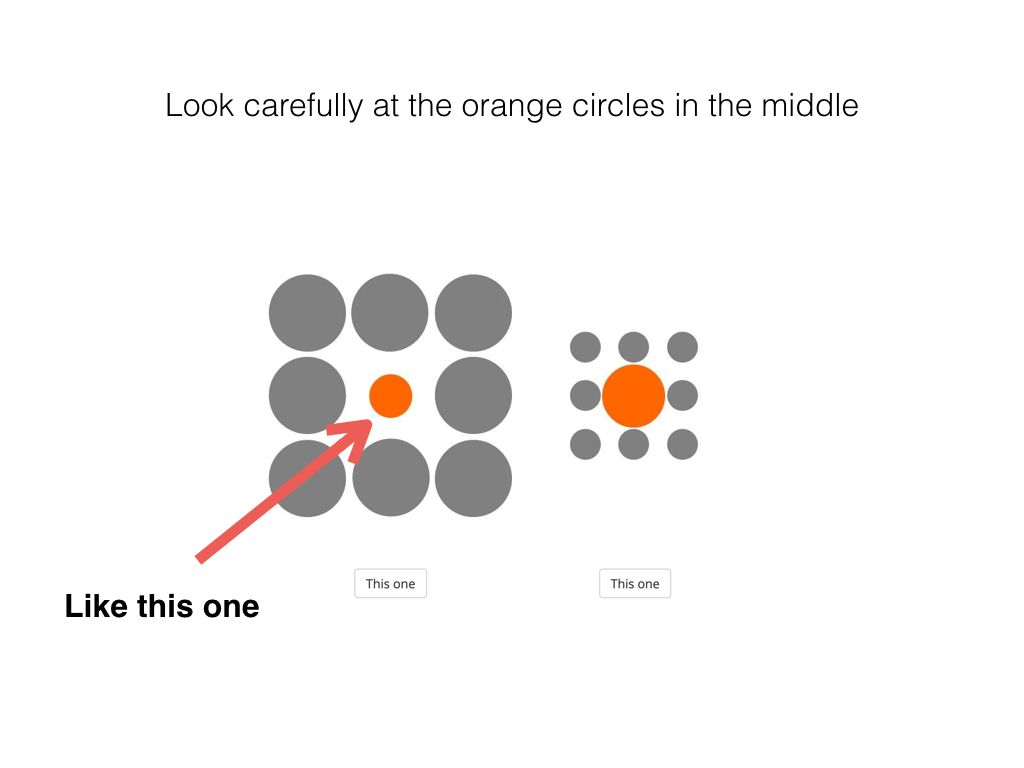 Look carefully at the orange circles in the middle
This one
This one
Like this one